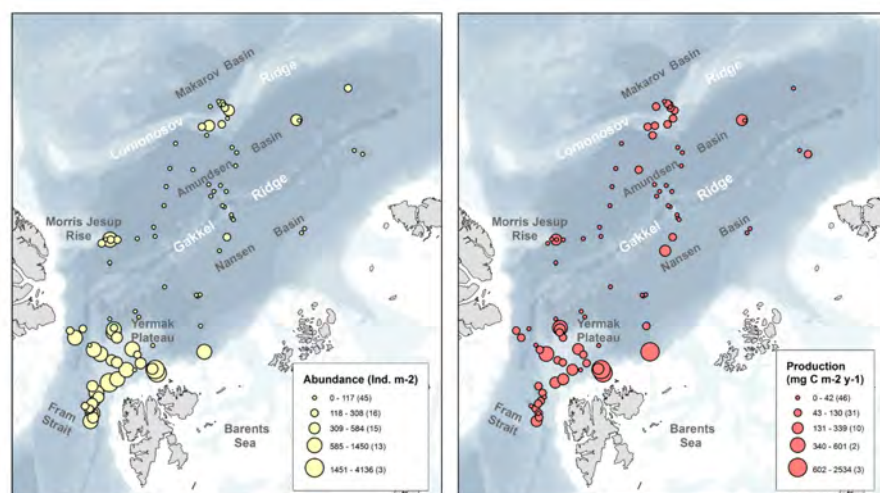 Makarov Basin
Ridge
Lomonosov
Basin
Amundsen
Ridge
Morris Jesup
Rise
Gakkel
Nansen Basin
Yermak
Plateau
Fram
Strait
Barents
Sea
Abundance (Ind. m-2)
0 - 117 (45)
118 - 308 (16)
309 - 584 (15)
585 - 1450 (13)
1451 - 4136 (3)
Makarov Basin
Ridge
Lomonosov
Basin
Amundsen
Ridge
Morris Jesup
Rise
Gakkel
Nansen Basin
Yermak
Plateau
Fram
Strait
Barents
Sea
Production
(mg C m-2 y-1)
0 - 42 (46)
43 - 130 (31)
131 - 339 (10)
340 - 601 (2)
602 - 2534 (3)